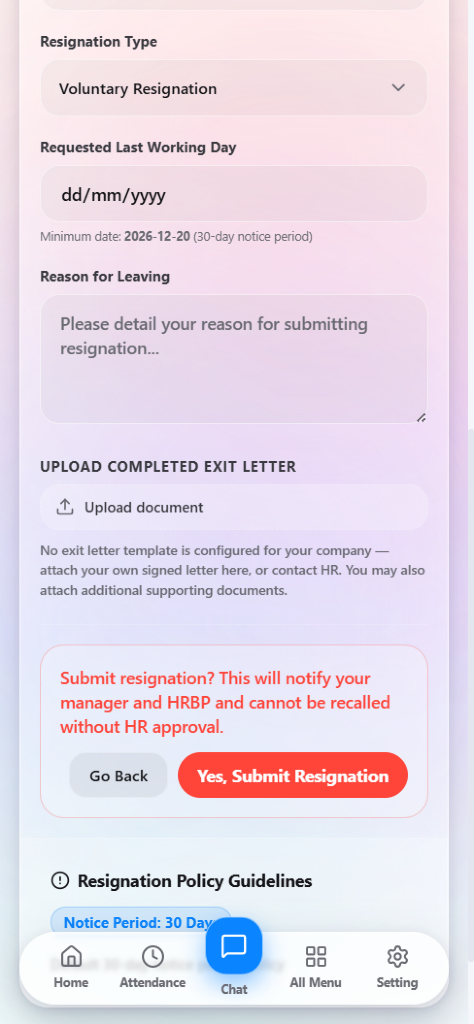 Resignation Type
Voluntary Resignation
Requested Last Working Day
dd/mm/yyyy
Minimum date: 2026-12-20 (30-day notice period)
Reason for Leaving
Please detail your reason for submitting
resignation...
UPLOAD COMPLETED EXIT LETTER
Upload document
No exit letter template is configured for your company —
attach your own signed letter here, or contact HR. You may also
attach additional supporting documents.
Submit resignation? This will notify your
manager and HRBP and cannot be recalled
without HR approval.
Go Back
Yes, Submit Resignation
Resignation Policy Guidelines
Notice Period: 30 Days
Home
Attendance
Chat
All Menu
Setting